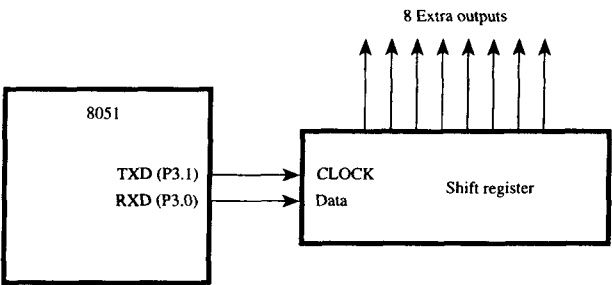 8 Extra outputs
8051
TXD (P3.1)
RXD (P3.0)
CLOCK
Data
Shift register